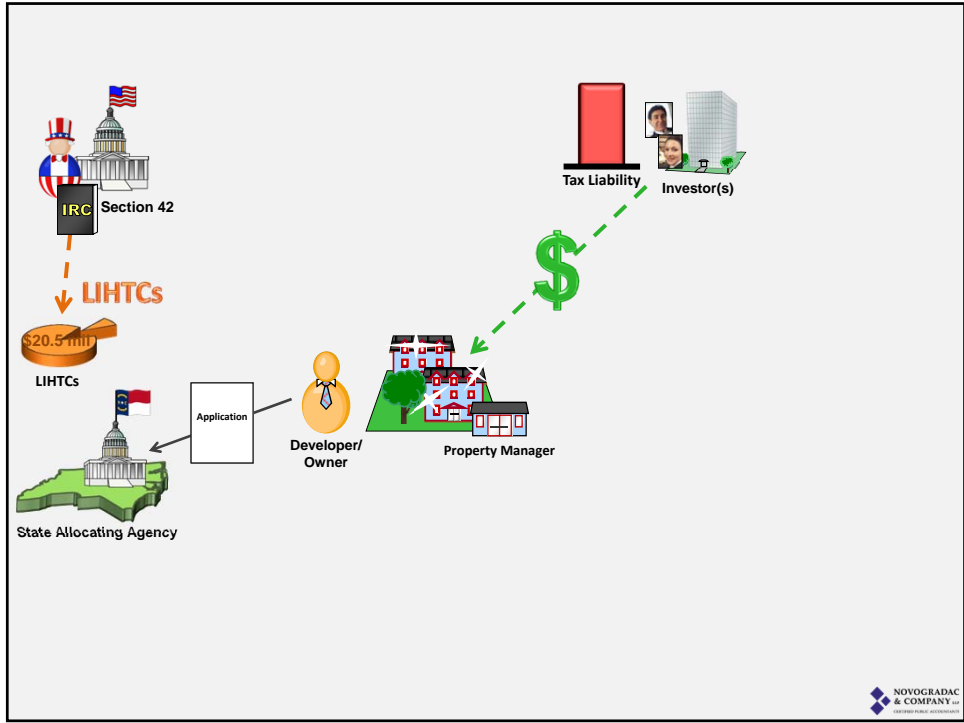 IRC
Section 42
LIHTCs
$20.5 mil
LIHTCs
Tax Liability
Investor(s)
$
Application
Developer/
Owner
Property Manager
State Allocating Agency
NOVOGRADAC
& COMPANY LLP
CERTIFIED PUBLIC ACCOUNTANTS